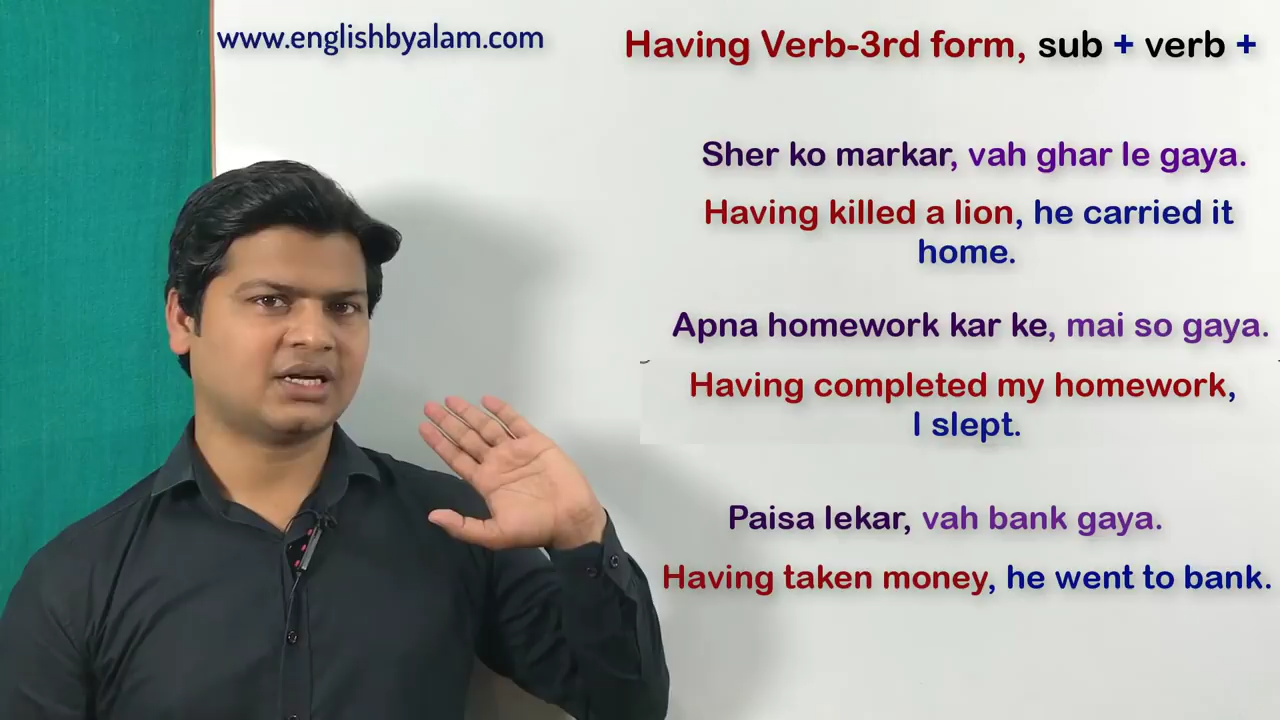 www.englishbyalam.com
Having Verb-3rd form, sub + verb +
Sher ko markar, vah ghar le gaya.
Having killed a lion, he carried it
home.
Apna homework kar ke, mai so gaya.
Having completed my homework,
I slept.
Paisa lekar, vah bank gaya.
Having taken money, he went to bank.